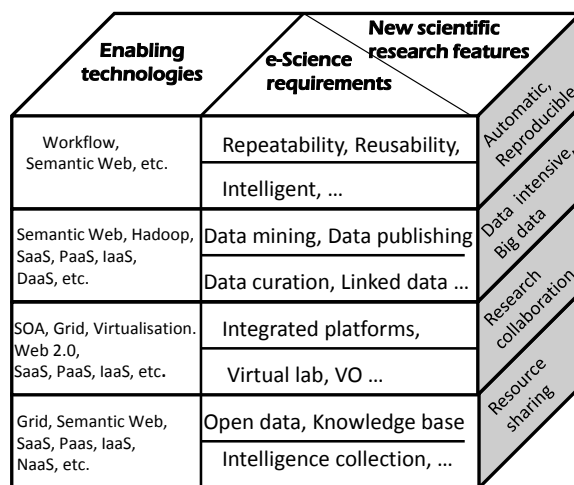 Enabling
technologies
e-Science
requirements
New scientific
research features
Workflow,
Semantic Web, etc.
Repeatability, Reusability,
Intelligent, ...
Automatic,
Reproducible
Semantic Web, Hadoop,
SaaS, PaaS, IaaS,
DaaS, etc.
Data mining, Data publishing
Data curation, Linked data ...
Data intensive,
Big data
SOA, Grid, Virtualisation.
Web 2.0,
SaaS, PaaS, IaaS, etc.
Integrated platforms,
Virtual lab, VO ...
Research
collaboration
Grid, Semantic Web,
SaaS, Paas, IaaS,
NaaS, etc.
Open data, Knowledge base
Intelligence collection, ...
Resource
sharing